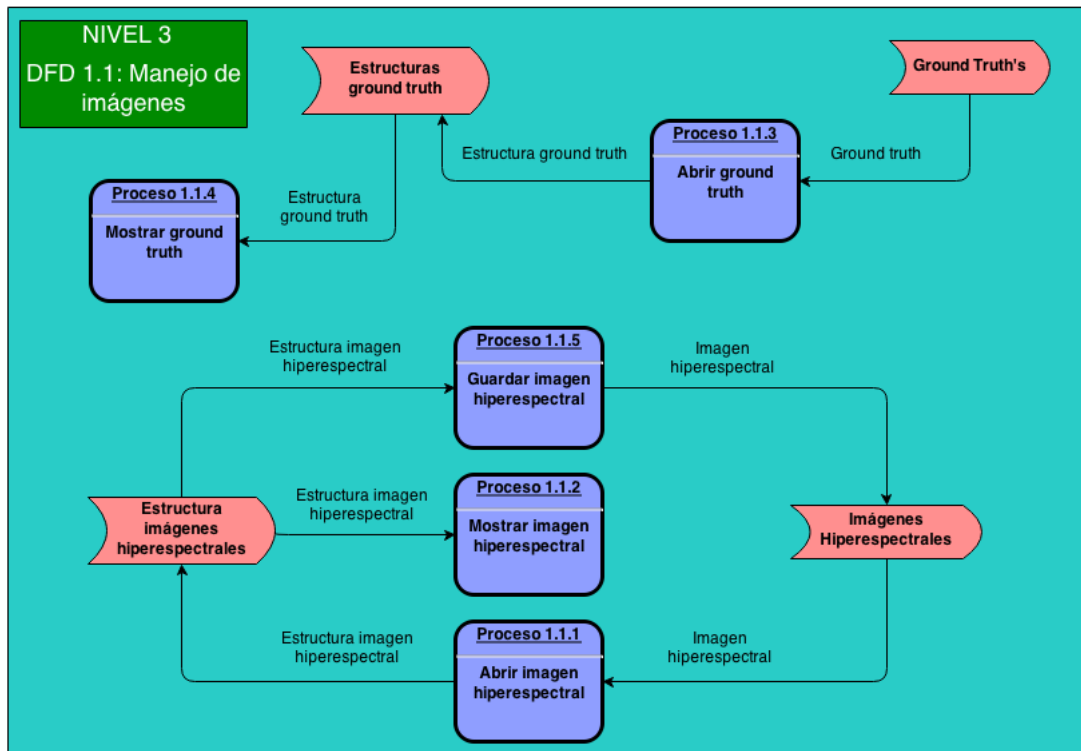 NIVEL 3
DFD 1.1: Manejo de
imágenes
Estructuras
ground truth
Ground Truth's
Proceso 1.1.3
Abrir ground
truth
Estructura ground truth
Ground truth
Proceso 1.1.4
Mostrar ground
truth
Estructura
ground truth
Estructura imagen
hiperespectral
Proceso 1.1.5
Guardar imagen
hiperespectral
Imagen
hiperespectral
Estructura
imágenes
hiperespectrales
Estructura imagen
hiperespectral
Proceso 1.1.2
Mostrar imagen
hiperespectral
Imágenes
Hiperespectrales
Estructura imagen
hiperespectral
Proceso 1.1.1
Abrir imagen
hiperespectral
Imagen
hiperespectral